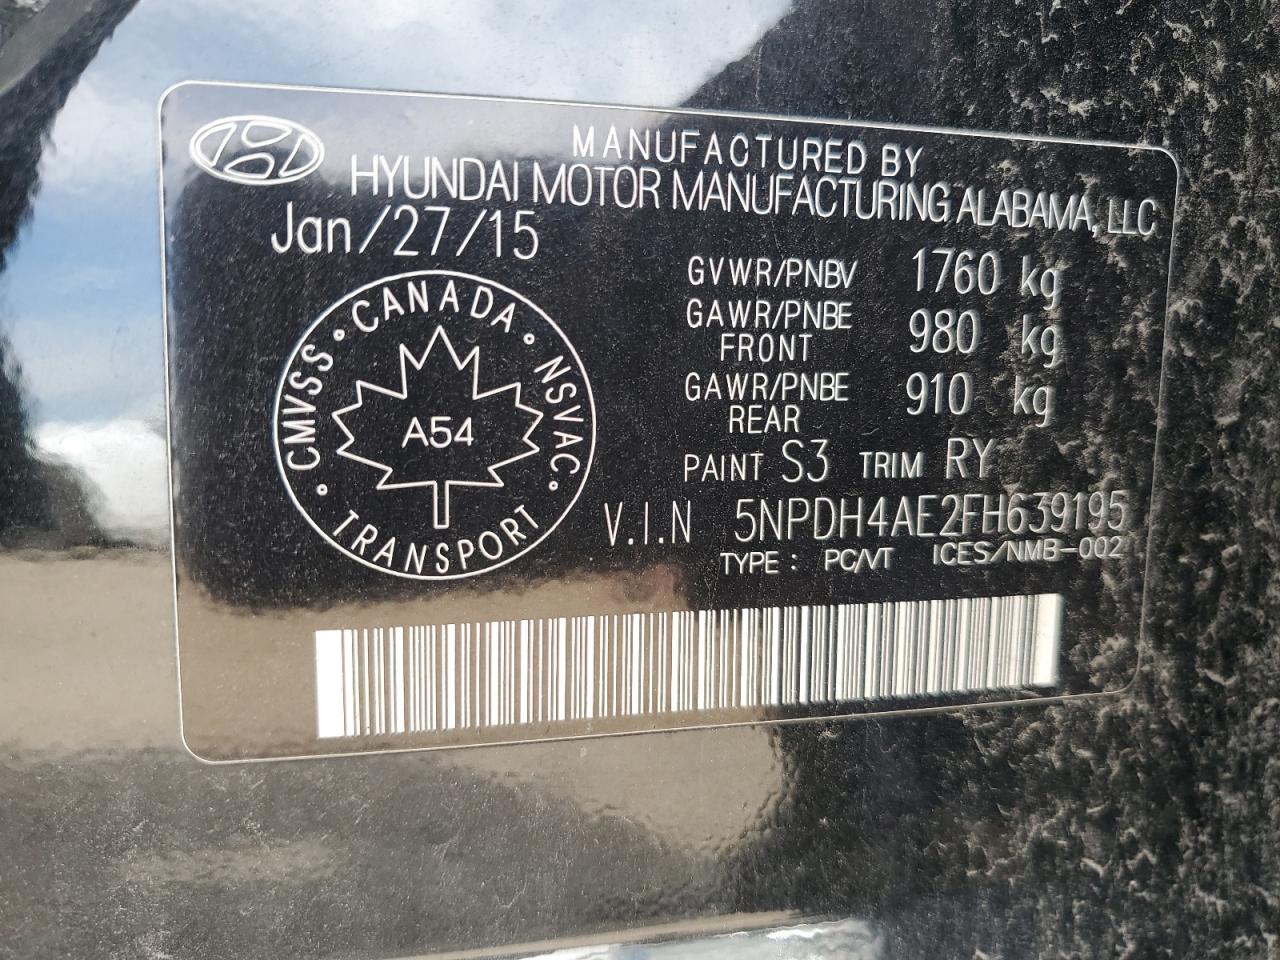 MANUFACTURED BY
HYUNDAI MOTOR MANUFACTURING ALABAMA, LLC
Jan/27/15
GVWR/PNBV 1760 kg
GAWR/PNBE FRONT 980 kg
GAWR/PNBE REAR 910 kg
PAINT S3 TRIM RY
V.I.N 5NPDH4AE2FH639195
TYPE : PC/VT ICES/NMB-002
CMVSS • CANADA • NSVAC •
A54
• TRANSPORT